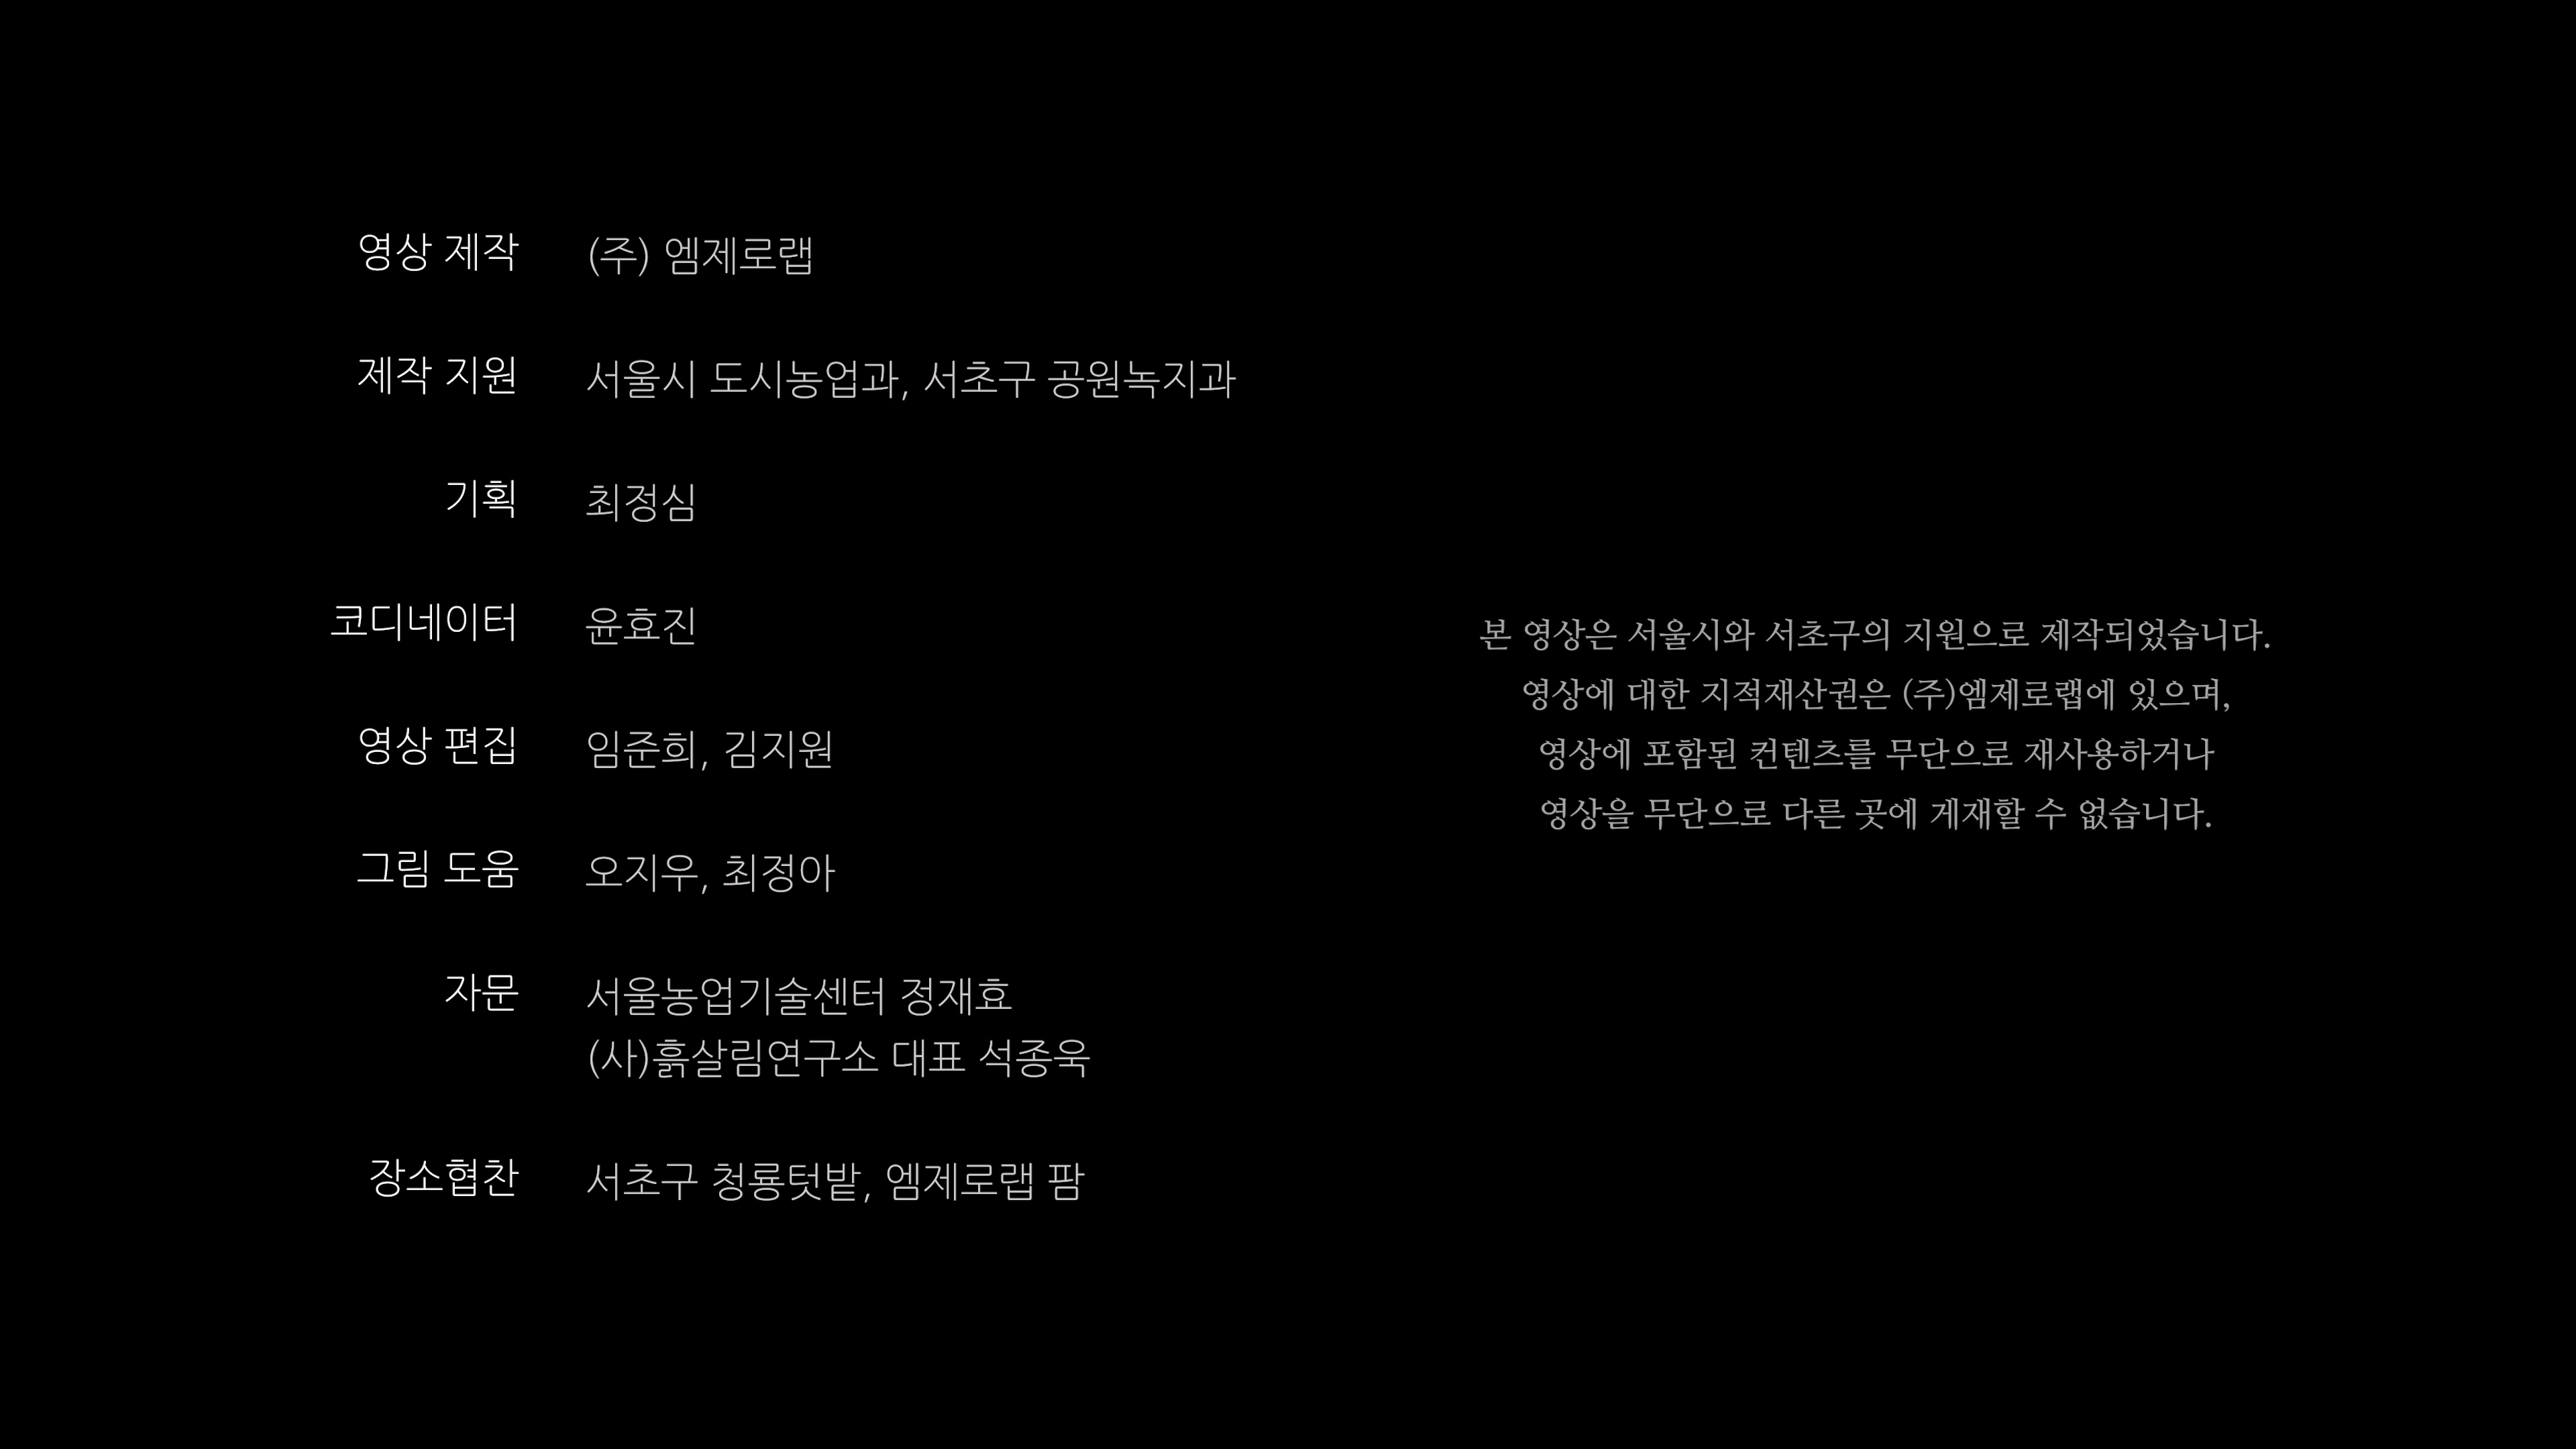 영상 제작 (주) 엠제로랩
제작 지원 서울시 도시농업과, 서초구 공원녹지과
기획 최정심
코디네이터 윤효진
영상 편집 임준희, 김지원
그림 도움 오지우, 최정아
자문 서울농업기술센터 정재효
(사)흙살림연구소 대표 석종욱
장소협찬 서초구 청룡텃밭, 엠제로랩 팜
본 영상은 서울시와 서초구의 지원으로 제작되었습니다.
영상에 대한 지적재산권은 (주)엠제로랩에 있으며,
영상에 포함된 컨텐츠를 무단으로 재사용하거나
영상을 무단으로 다른 곳에 게재할 수 없습니다.